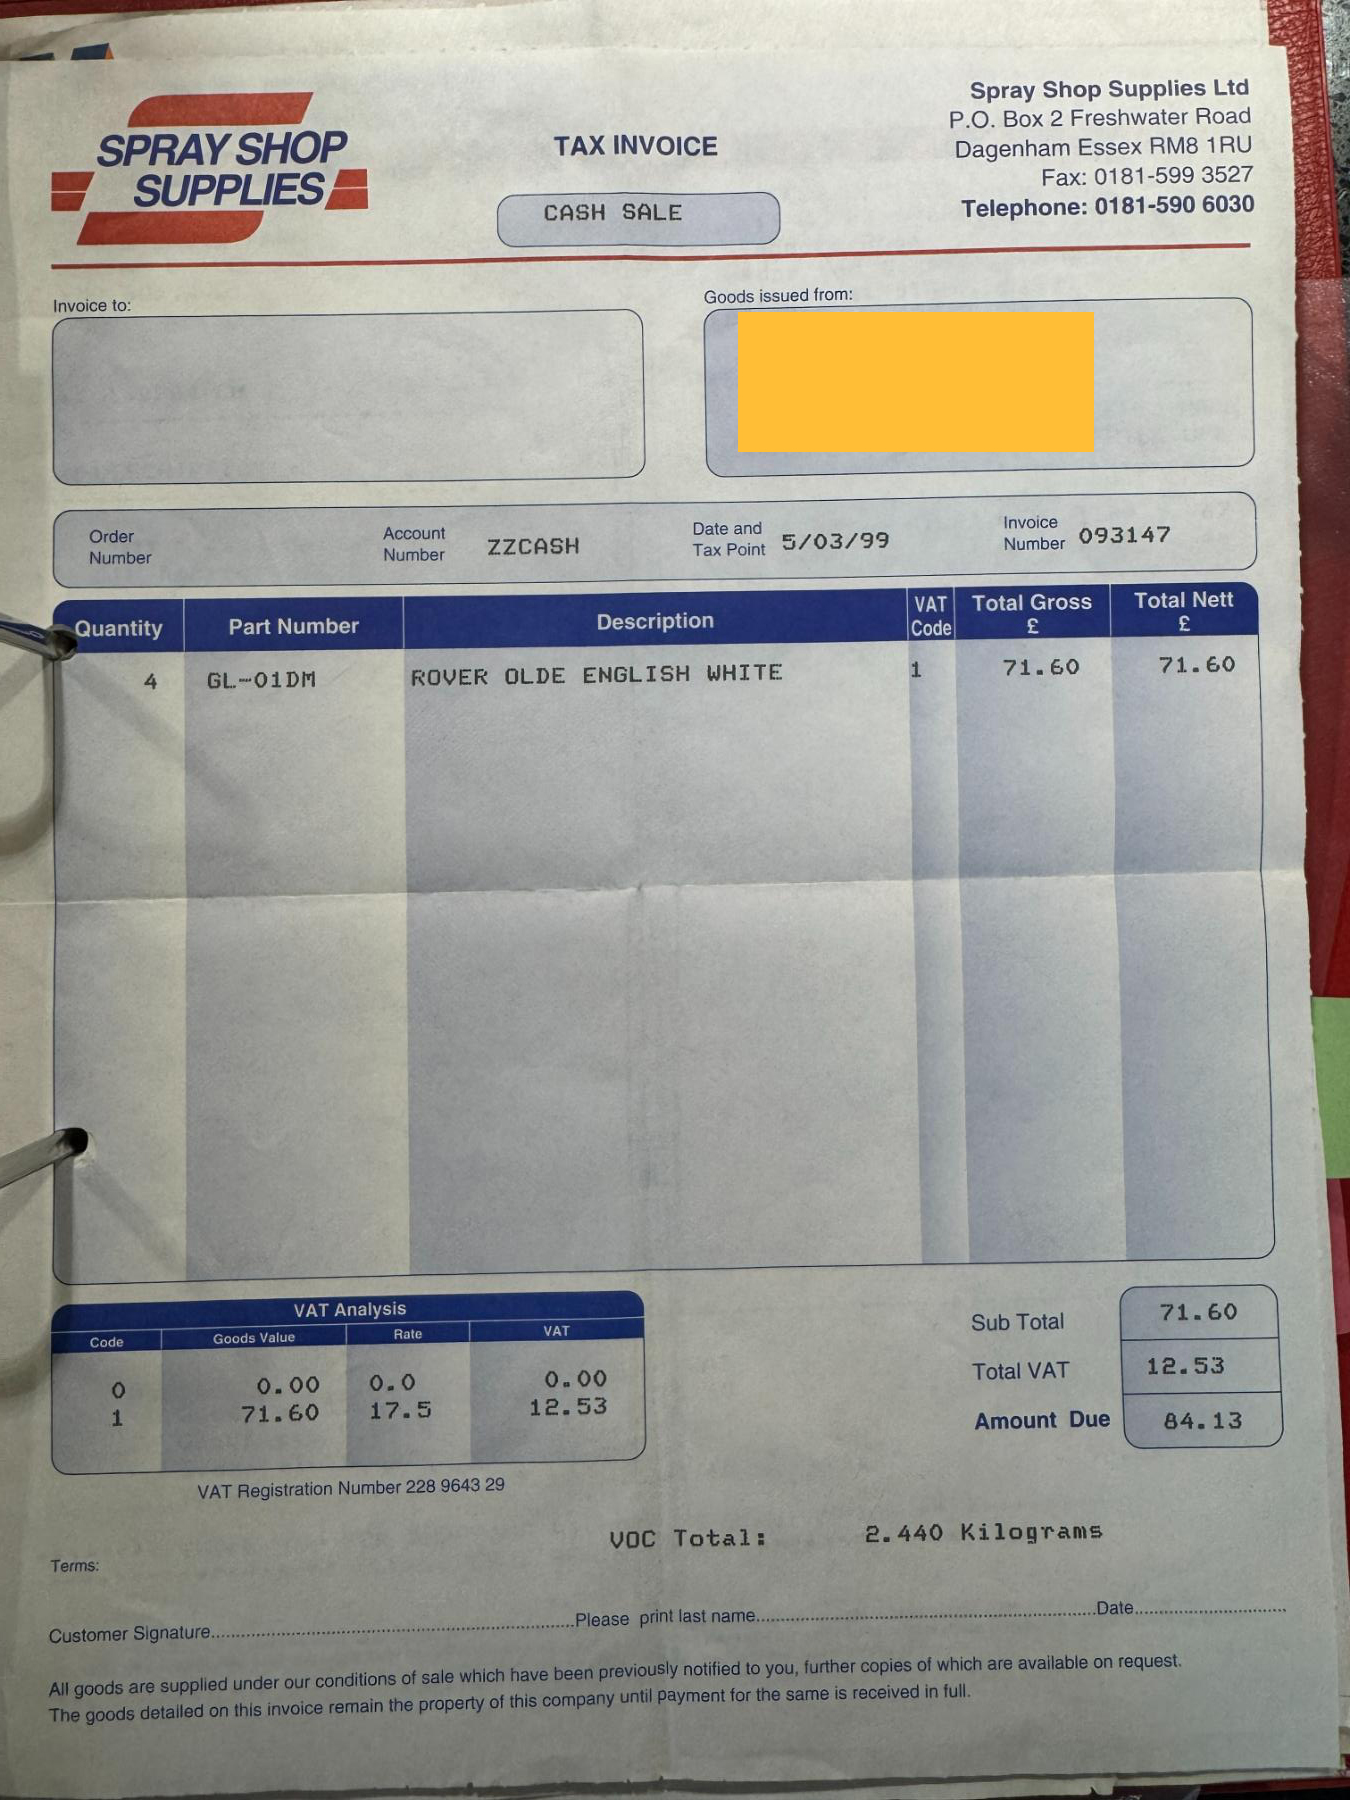 SPRAY SHOP
SUPPLIES
TAX INVOICE
CASH SALE
Spray Shop Supplies Ltd
P.O. Box 2 Freshwater Road
Dagenham Essex RM8 1RU
Fax: 0181-599 3527
Telephone: 0181-590 6030
Invoice to:
Goods issued from:
Order Number
Account Number ZZCASH
Date and Tax Point 5/03/99
Invoice Number 093147
Quantity Part Number Description VAT Code Total Gross £ Total Nett £
4 GL-01DM ROVER OLDE ENGLISH WHITE 1 71.60 71.60
VAT Analysis
Code Goods Value Rate VAT
0 0.00 0.0 0.00
1 71.60 17.5 12.53
Sub Total 71.60
Total VAT 12.53
Amount Due 84.13
VAT Registration Number 228 9643 29
VOC Total: 2.440 Kilograms
Terms:
Customer Signature..........Please print last name..........Date..........
All goods are supplied under our conditions of sale which have been previously notified to you, further copies of which are available on request.
The goods detailed on this invoice remain the property of this company until payment for the same is received in full.